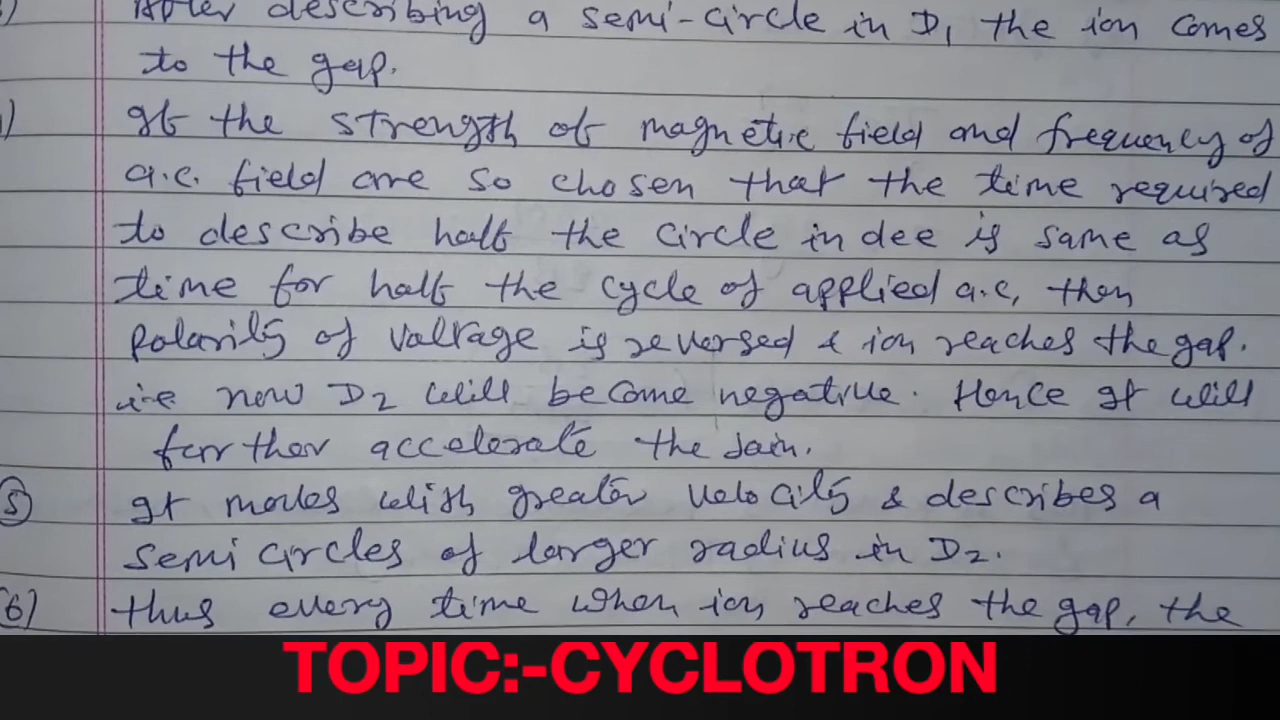 After describing a semi-circle in D1 the ion comes
to the gap.
) If the strength of magnetic field and frequency of
a.c. field are so chosen that the time required
to describe half the circle in dee is same as
time for half the cycle of applied a.c, then
polarity of voltage is reversed & ion reaches the gap.
i.e now D2 will become negative. Hence It will
further accelerate the
(5) It moves with greater velocity & describes a
semi circles of larger radius in D2.
(6) thus every time when ion reaches the gap, the
TOPIC:-CYCLOTRON